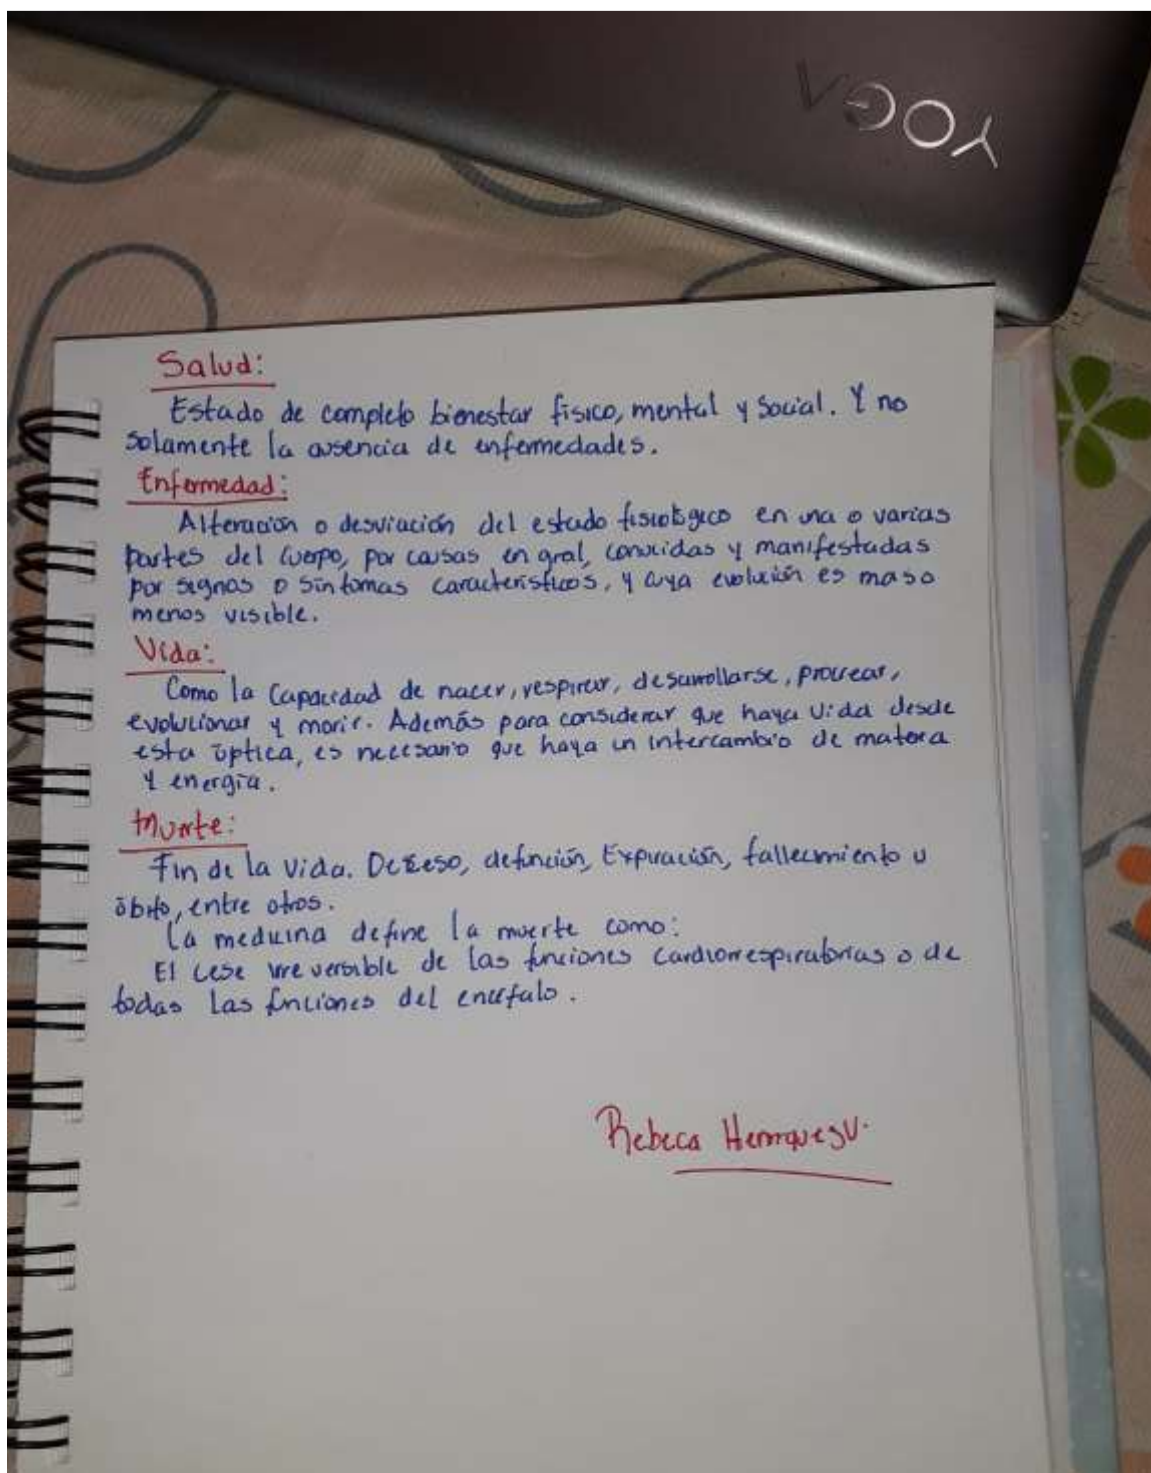 YOGA
Salud:
Estado de completo bienestar fisico, mental y Social. Y no
solamente la ausencia de enfermedades.
Enfermedad:
Alteración o desviación del estado fisiológico en una o varias
partes del cuerpo, por causas en gral, conocidas y manifestadas
por signos o síntomas característicos, y cuya evolución es maso
menos visible.
Vida:
Como la Capacidad de nacer, respirar, desarrollarse, procrear,
evolucionar y morir. Además para considerar que haya vida desde
esta óptica, es necesario que haya un intercambio de materia
y energía.
Muerte:
Fin de la vida. Deceso, defunción, Expiración, fallecimiento u
óbito, entre otros.
La medicina define la muerte como:
El cese irreversible de las funciones cardiorrespiratorias o de
todas las funciones del encéfalo.
Rebeca